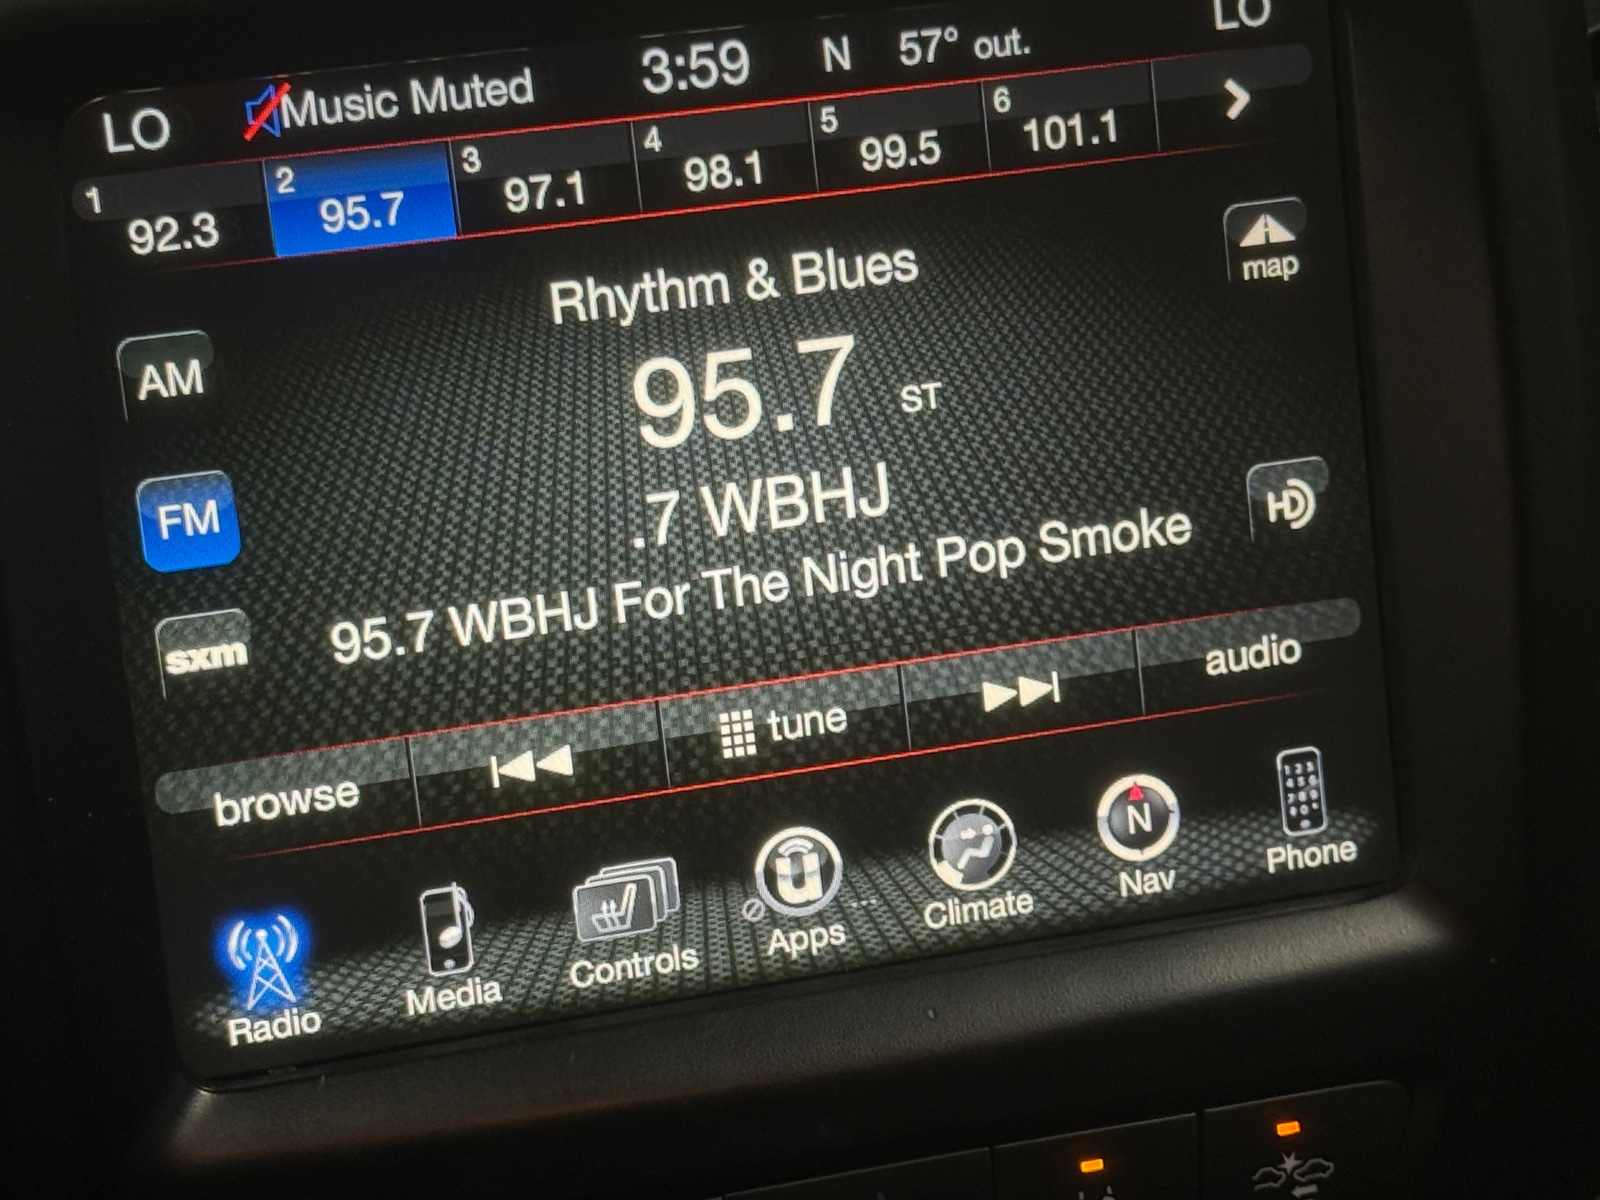 LO Music Muted 3:59 N 57° out. LO
1 92.3 2 95.7 3 97.1 4 98.1 5 99.5 6 101.1
map
Rhythm & Blues
AM
95.7 ST
FM
.7 WBHJ
HD
sxm
95.7 WBHJ For The Night Pop Smoke
browse tune audio
Radio Media Controls Apps Climate N Nav Phone